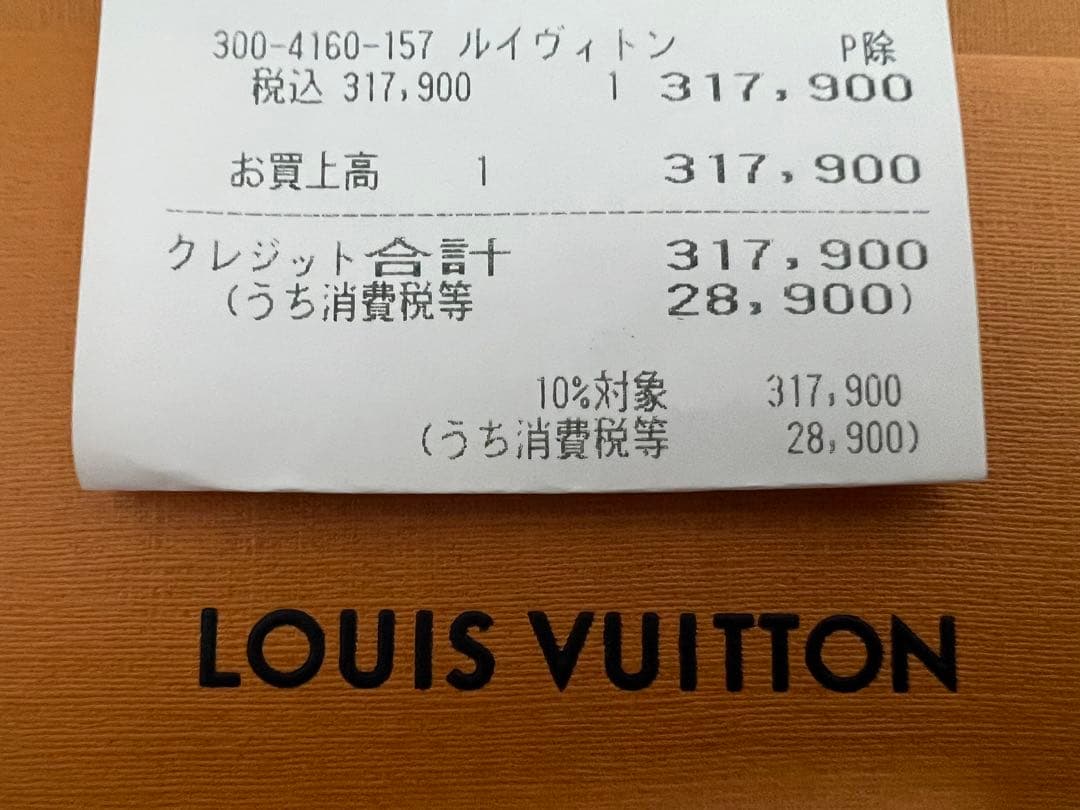 300-4160-157 ルイヴィトン P除
税込 317,900 1 317,900
お買上高 1 317,900
クレジット合計 317,900
(うち消費税等 28,900)
10%対象 317,900
(うち消費税等 28,900)
LOUIS VUITTON